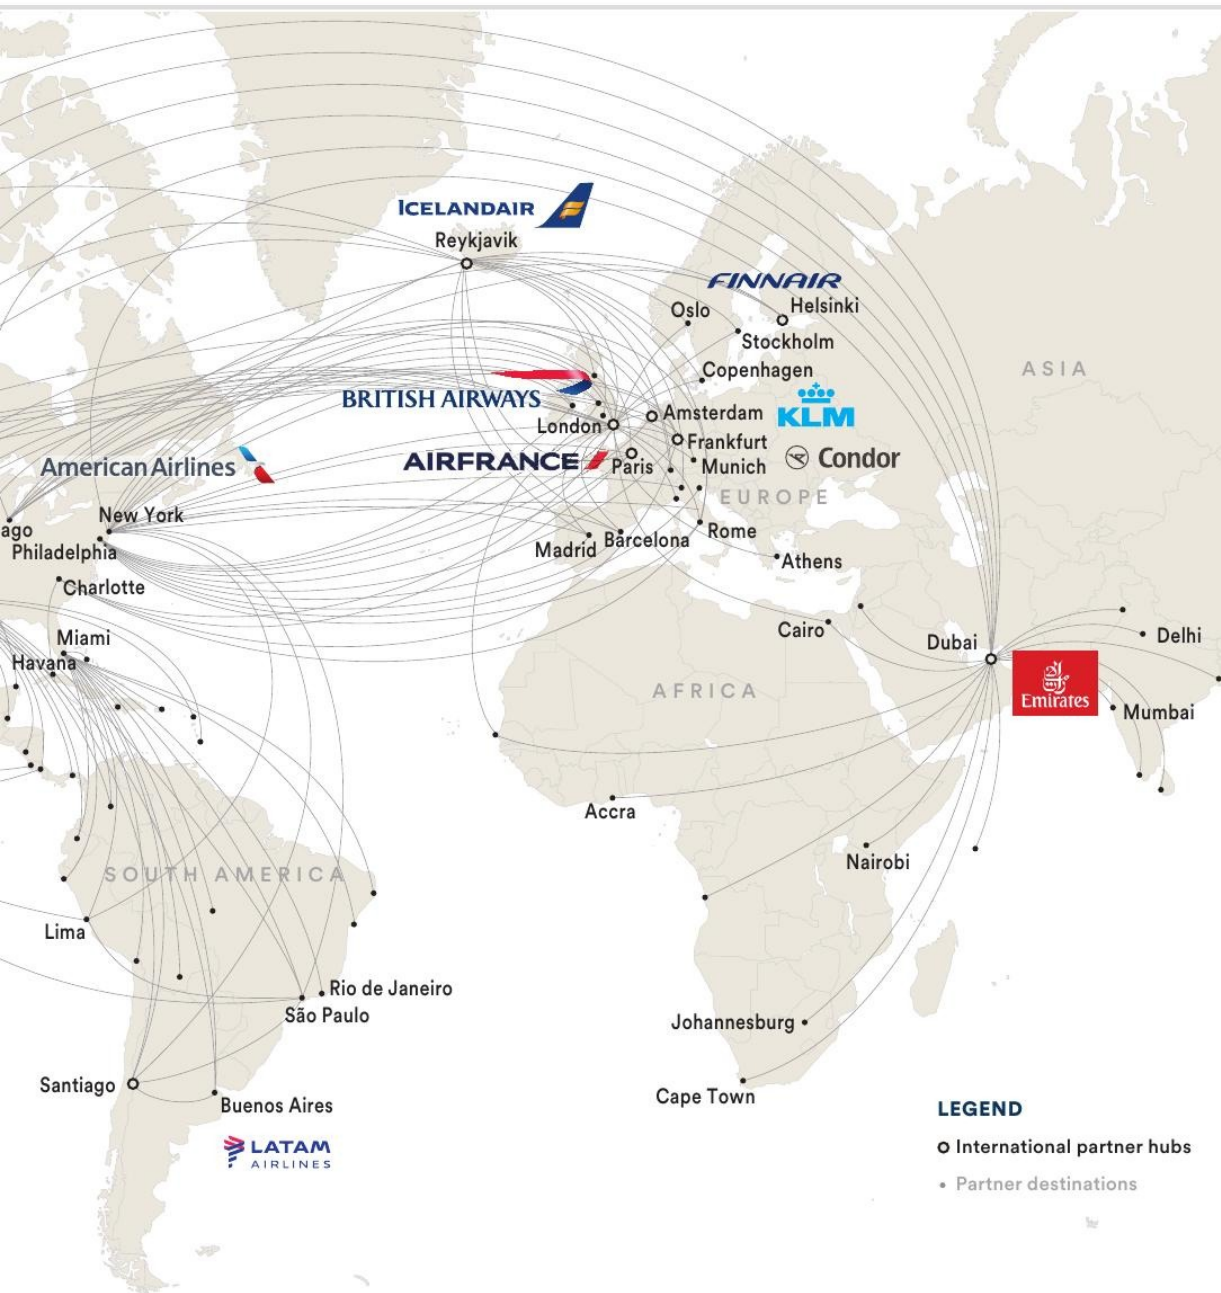 ICELANDAIR
Reykjavik
FINNAIR
Oslo
Helsinki
Stockholm
Copenhagen
ASIA
BRITISH AIRWAYS
Amsterdam
KLM
London
Frankfurt
American Airlines
AIRFRANCE
Paris
Munich
Condor
EUROPE
New York
ago
Philadelphia
Madrid
Barcelona
Rome
Athens
Charlotte
Miami
Havana
Cairo
Dubai
Delhi
AFRICA
Emirates
Mumbai
Accra
Nairobi
SOUTH AMERICA
Lima
Rio de Janeiro
São Paulo
Johannesburg
Santiago
Buenos Aires
Cape Town
LATAM
AIRLINES
LEGEND
International partner hubs
Partner destinations